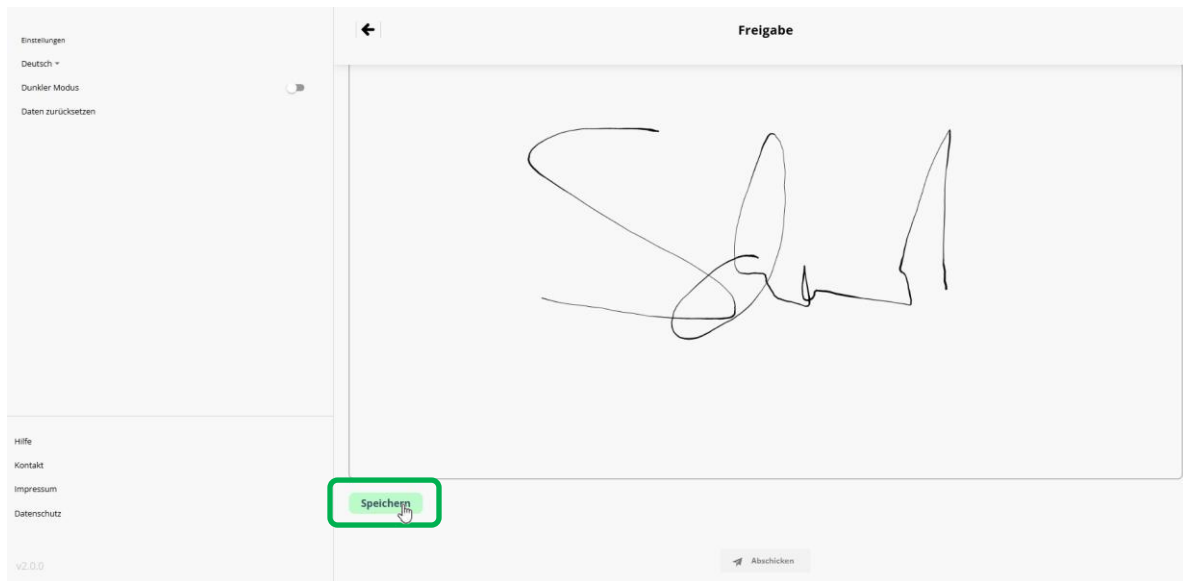 Einstellungen
Deutsch
Dunkler Modus
Daten zurücksetzen
Hilfe
Kontakt
Impressum
Datenschutz
v2.0.0
Freigabe
Speichern
Abschicken